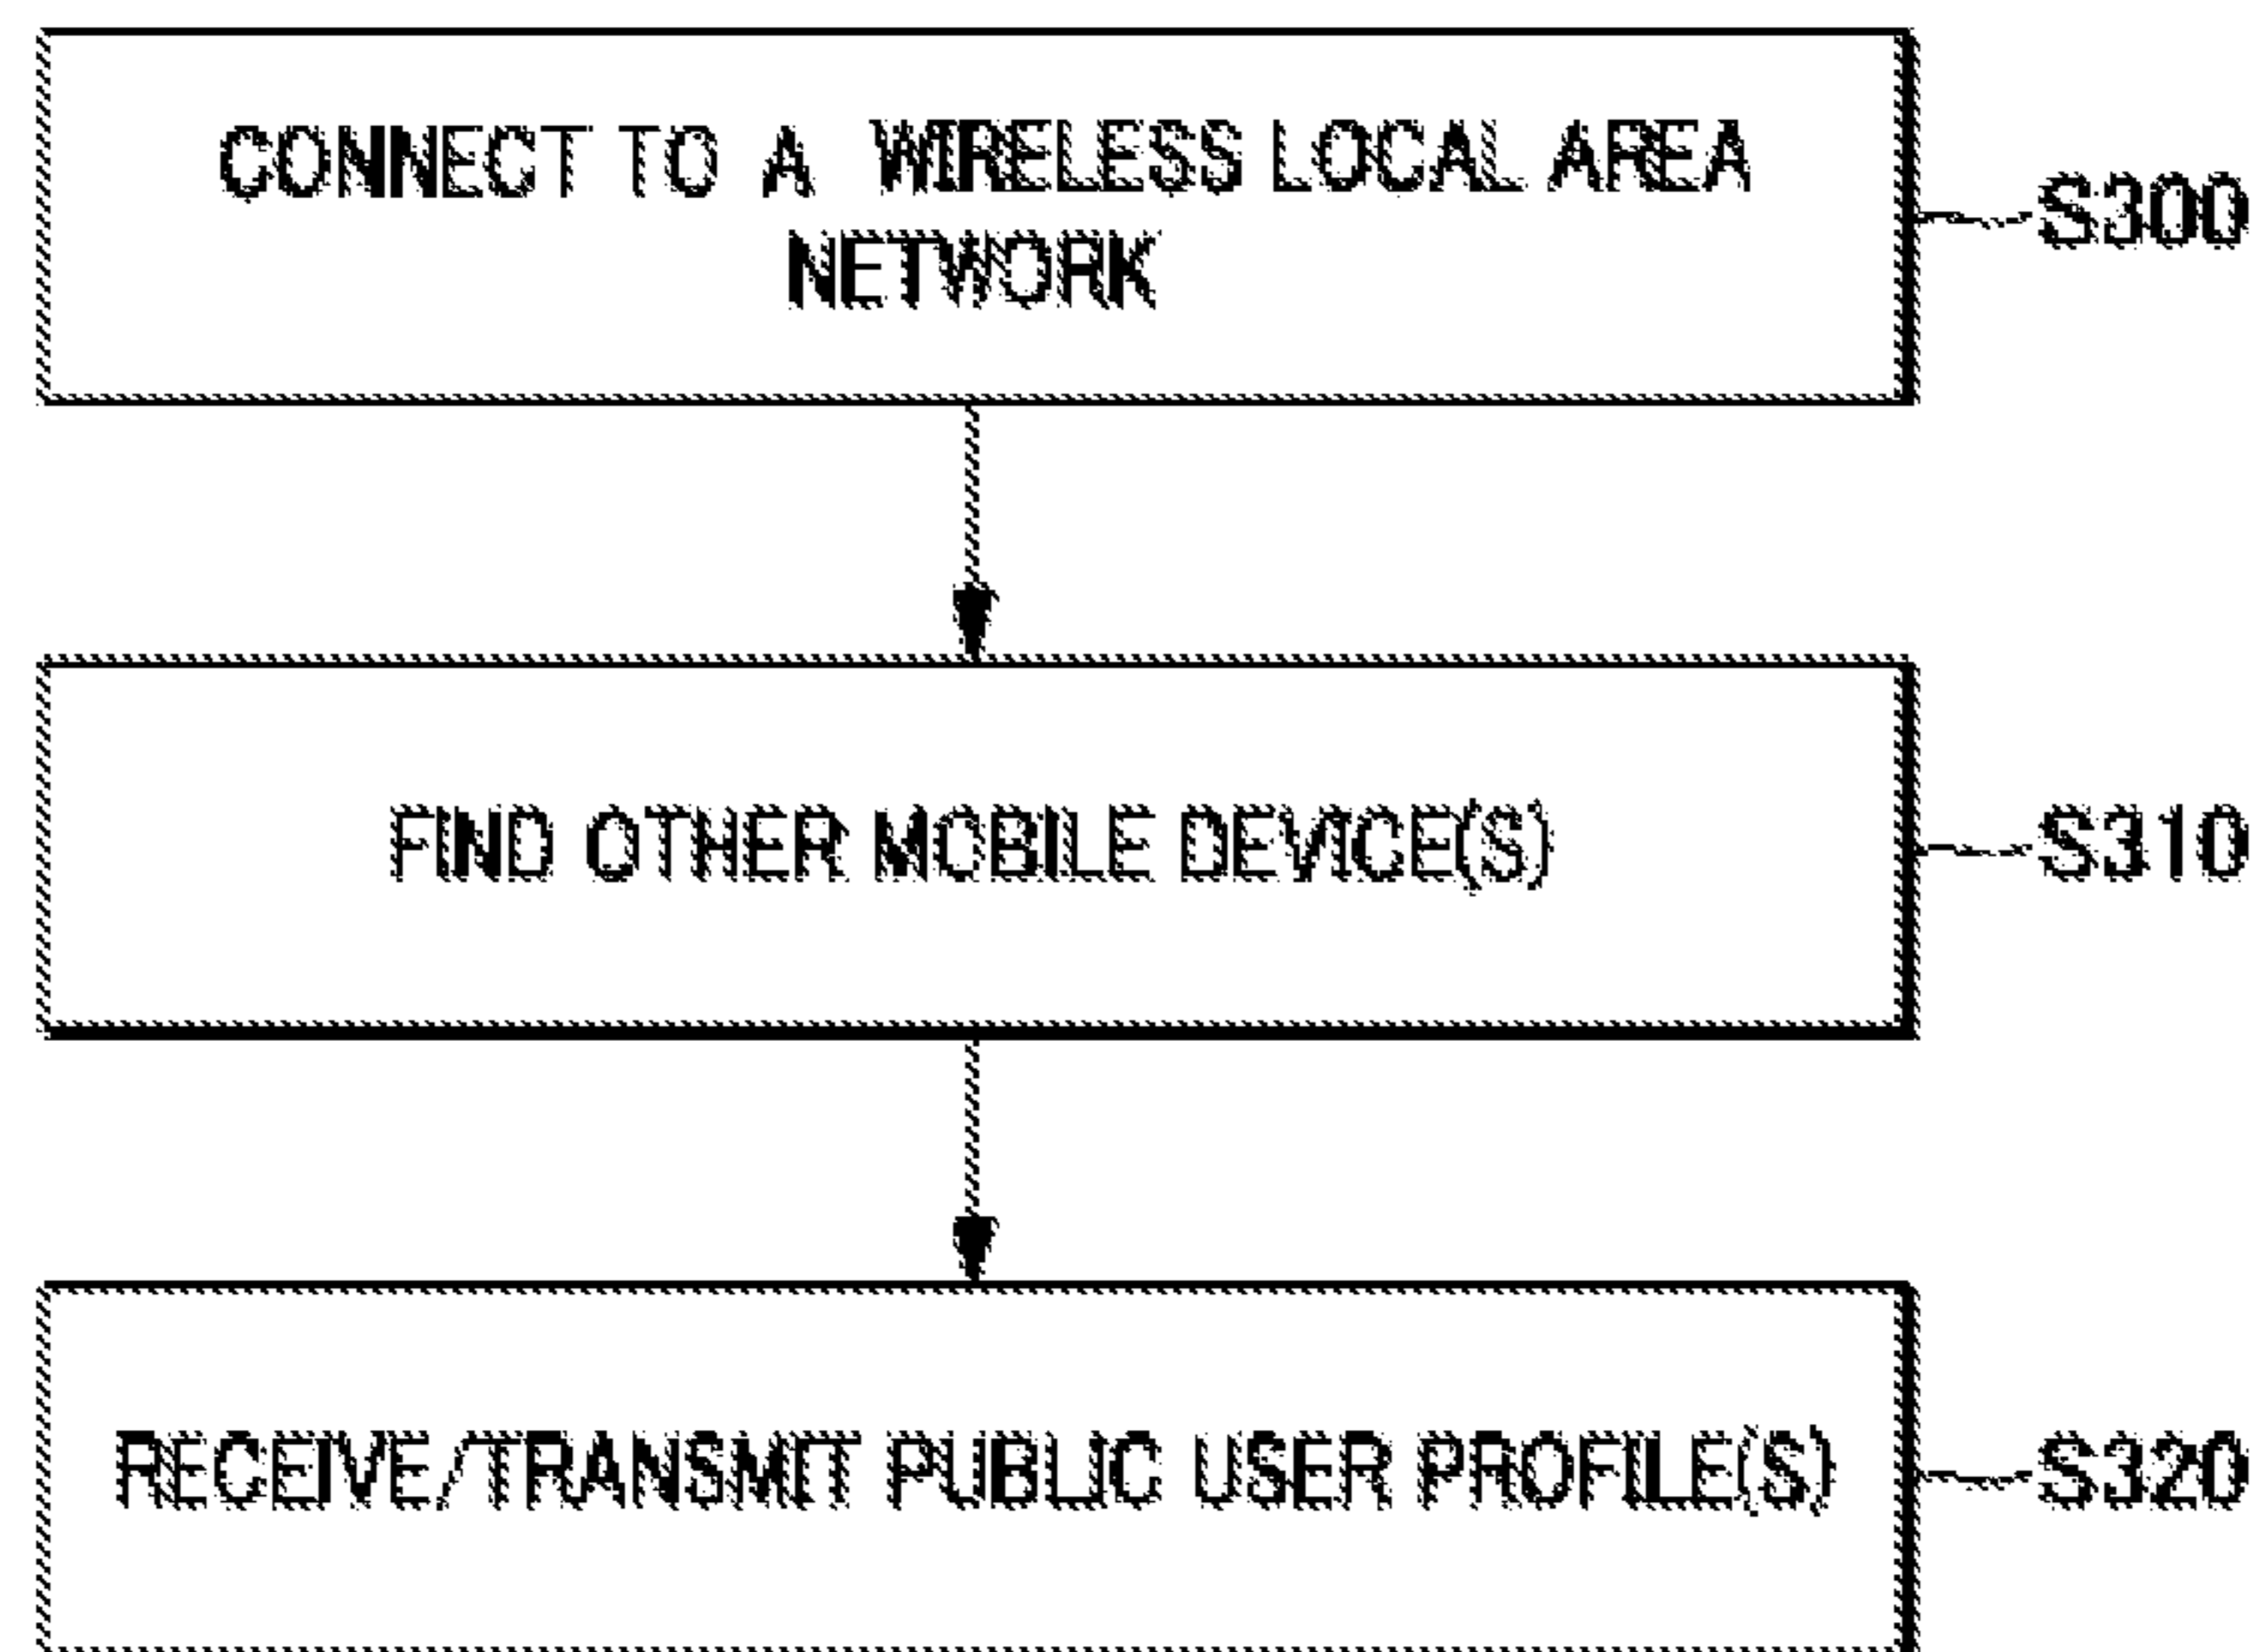 CONNECT TO A WIRELESS LOCAL AREA
NETWORK
S300
FIND OTHER MOBILE DEVICE(S)
S310
RECEIVE/TRANSMIT PUBLIC USER PROFILE(S)
S320